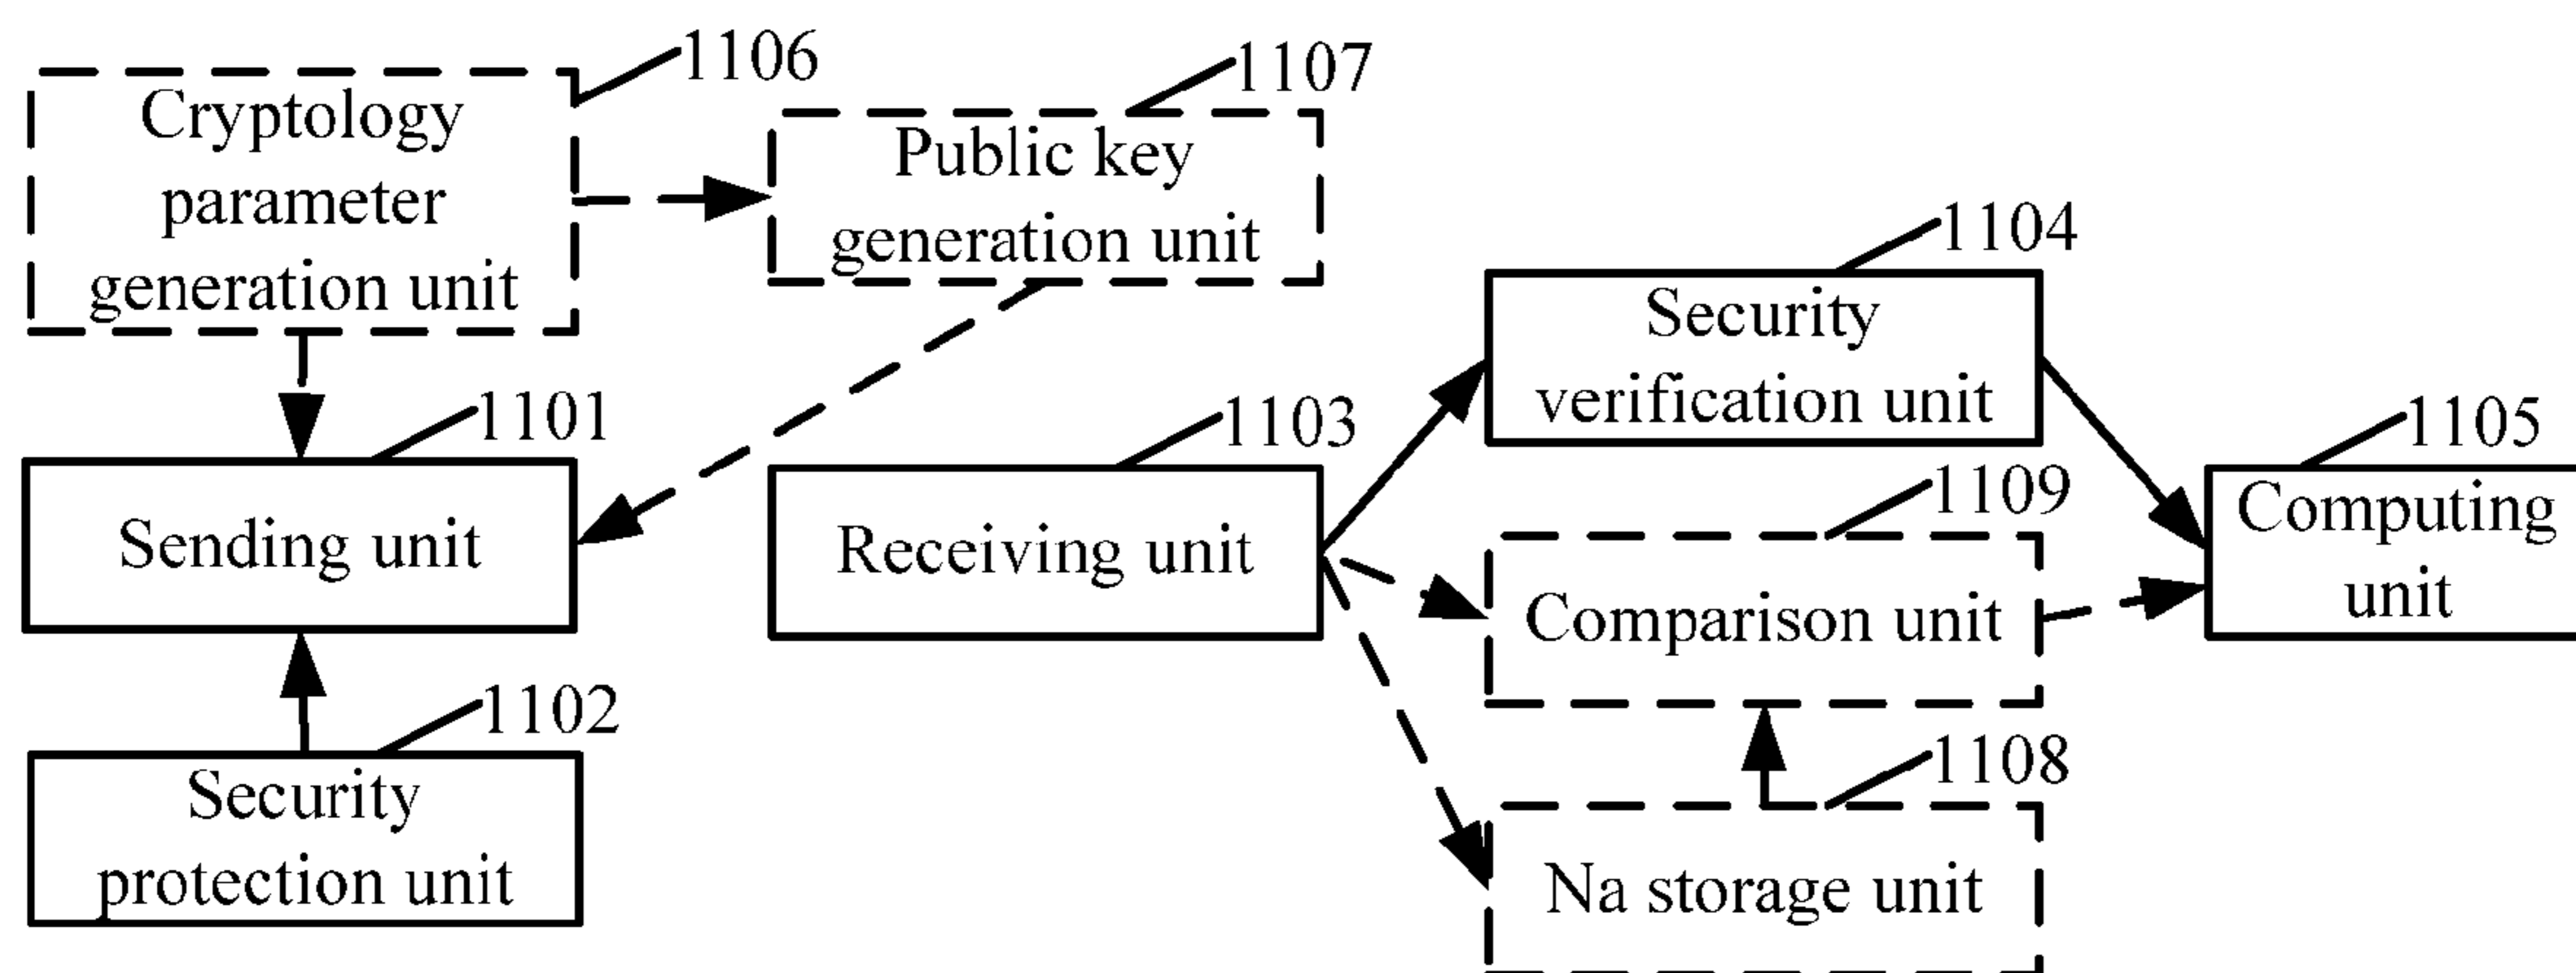 1106
Cryptology
parameter
generation unit
1107
Public key
generation unit
1104
Security
verification unit
1101
Sending unit
1103
Receiving unit
1105
Computing
unit
1109
Comparison unit
1102
Security
protection unit
1108
Na storage unit